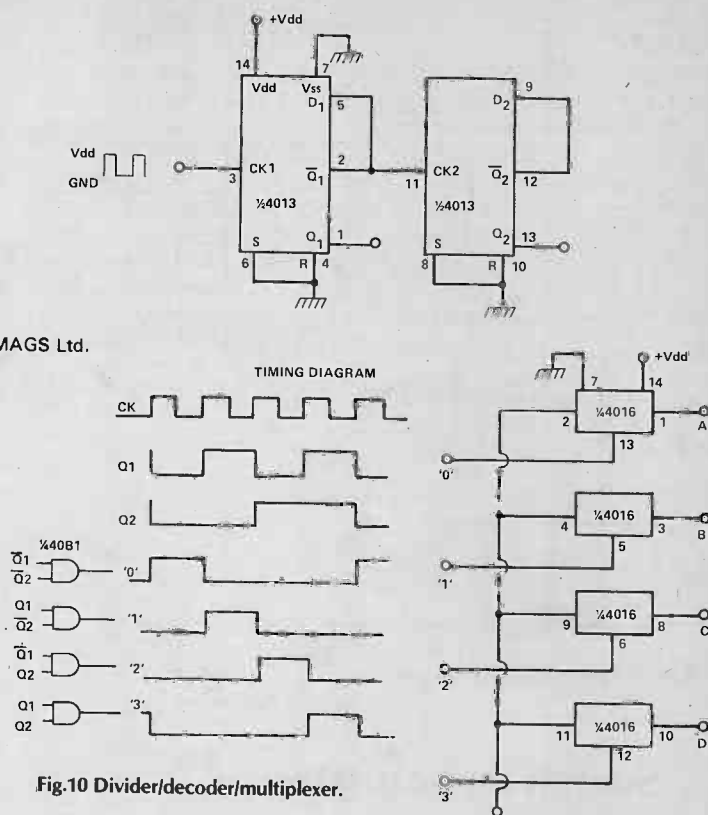 +Vdd
14
7
Vdd
Vss
D1
5
9
D2
Vdd
GND
3
CK1
2
Q̅1
11
CK2
Q̅2
12
½4013
½4013
Q1
1
Q2
13
S
R
6
4
S
R
8
10
MAGS Ltd.
TIMING DIAGRAM
CK
Q1
Q2
¼40B1
Q̅1
Q̅2
'0'
Q1
Q̅2
'1'
Q̅1
Q2
'2'
Q1
Q2
'3'
+Vdd
7
14
2
¼4016
1
A
13
'0'
4
¼4016
3
B
5
'1'
9
¼4016
8
C
6
'2'
11
¼4016
10
D
12
'3'
Fig.10 Divider/decoder/multiplexer.